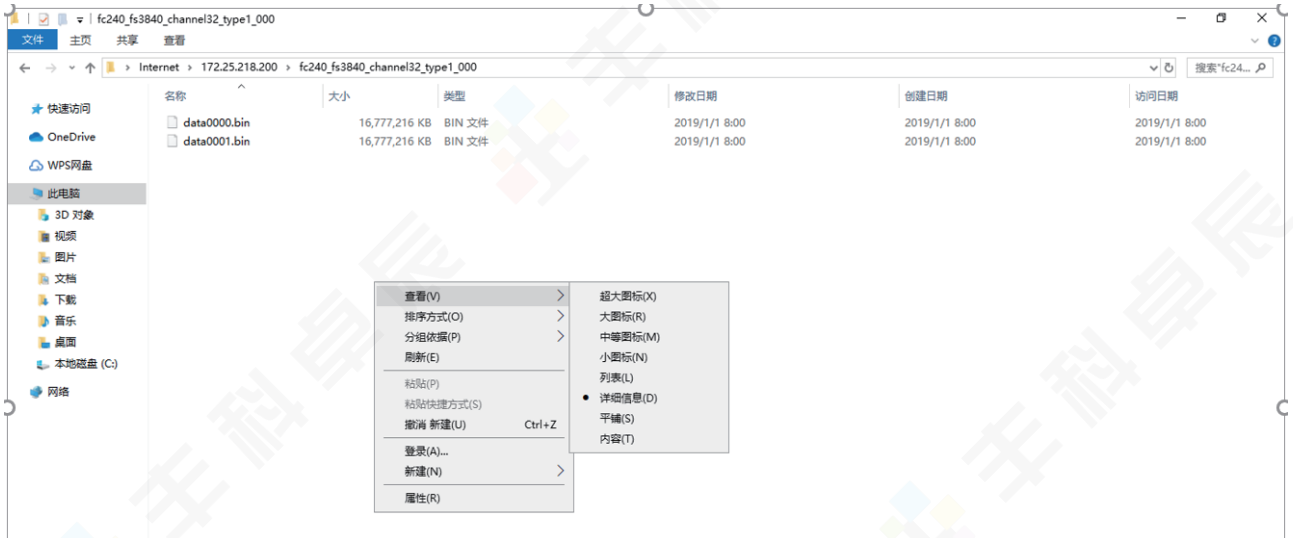 fc240_fs3840_channel32_type1_000
文件 主页 共享 查看
Internet 172.25.218.200 fc240_fs3840_channel32_type1_000 搜索"fc24...
名称 大小 类型 修改日期 创建日期 访问日期
data0000.bin 16,777,216 KB BIN 文件 2019/1/1 8:00 2019/1/1 8:00 2019/1/1 8:00
data0001.bin 16,777,216 KB BIN 文件 2019/1/1 8:00 2019/1/1 8:00 2019/1/1 8:00
快速访问
OneDrive
WPS网盘
此电脑
3D 对象
视频
图片
文档
下载
音乐
桌面
本地磁盘 (C:)
网络
查看(V)
排序方式(O)
分组依据(P)
刷新(E)
粘贴(P)
粘贴快捷方式(S)
撤消 新建(U) Ctrl+Z
登录(A)...
新建(N)
属性(R)
超大图标(X)
大图标(R)
中等图标(M)
小图标(N)
列表(L)
详细信息(D)
平铺(S)
内容(T)
丰科卓辰